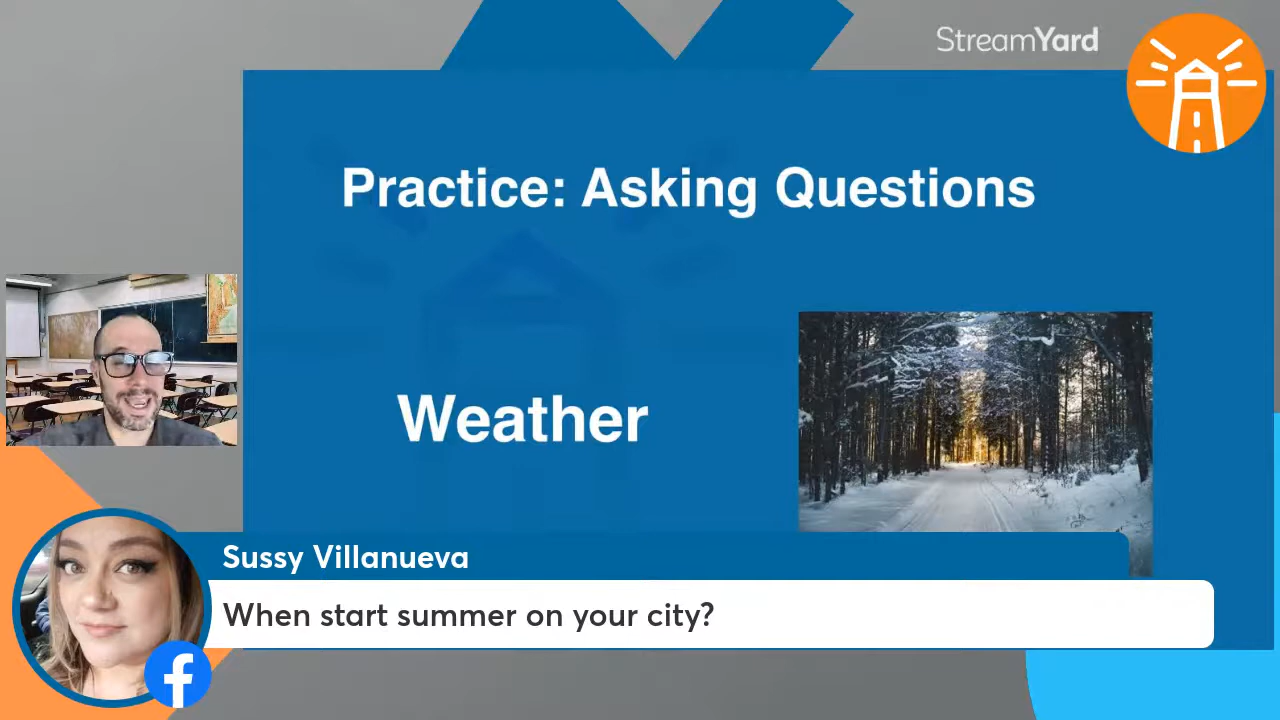 StreamYard
Practice: Asking Questions
Weather
Sussy Villanueva
When start summer on your city?